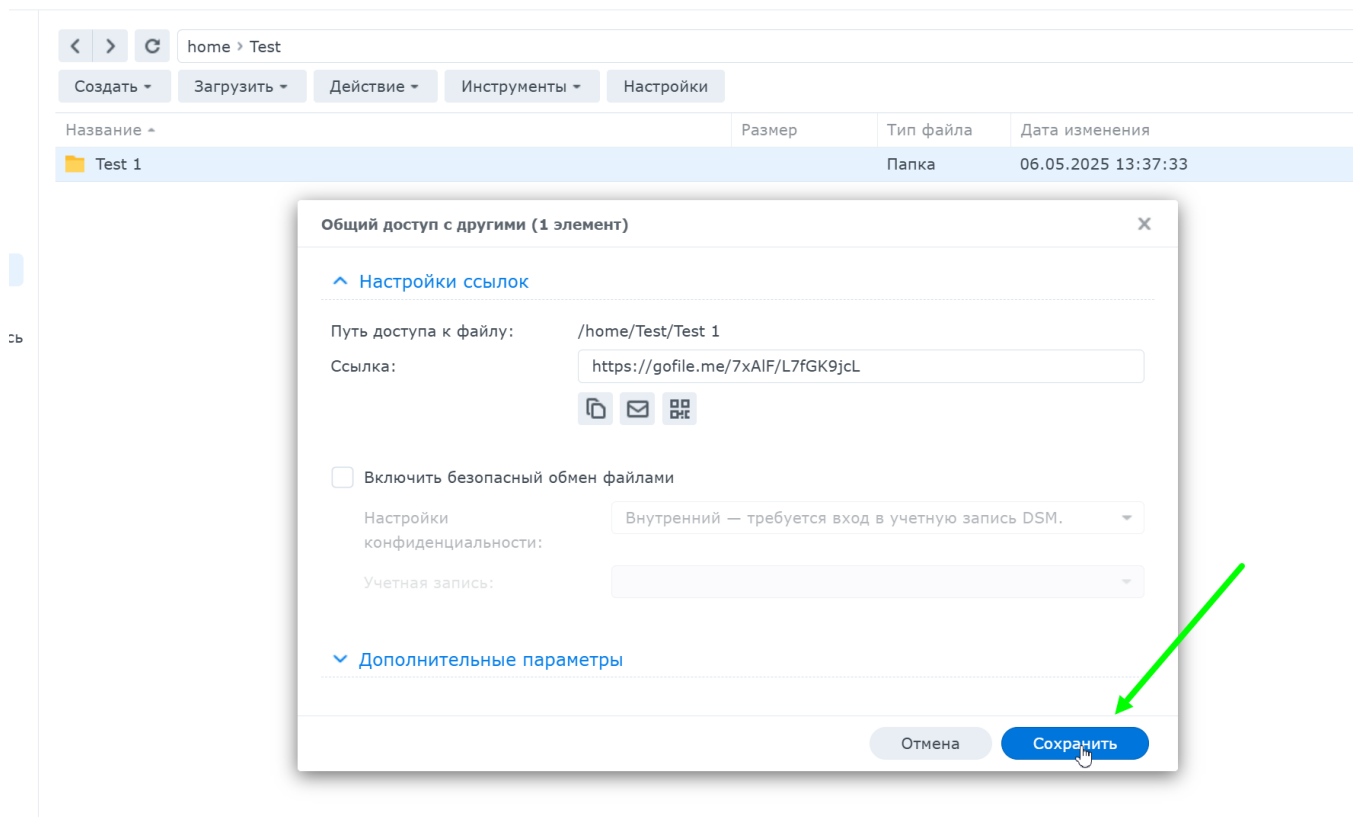 home › Test
Создать Загрузить Действие Инструменты Настройки
Название Размер Тип файла Дата изменения
Test 1 Папка 06.05.2025 13:37:33
Общий доступ с другими (1 элемент)
Настройки ссылок
Путь доступа к файлу: /home/Test/Test 1
сь
Ссылка: https://gofile.me/7xAlF/L7fGK9jcL
Включить безопасный обмен файлами
Настройки конфиденциальности: Внутренний — требуется вход в учетную запись DSM.
Учетная запись:
Дополнительные параметры
Отмена Сохранить